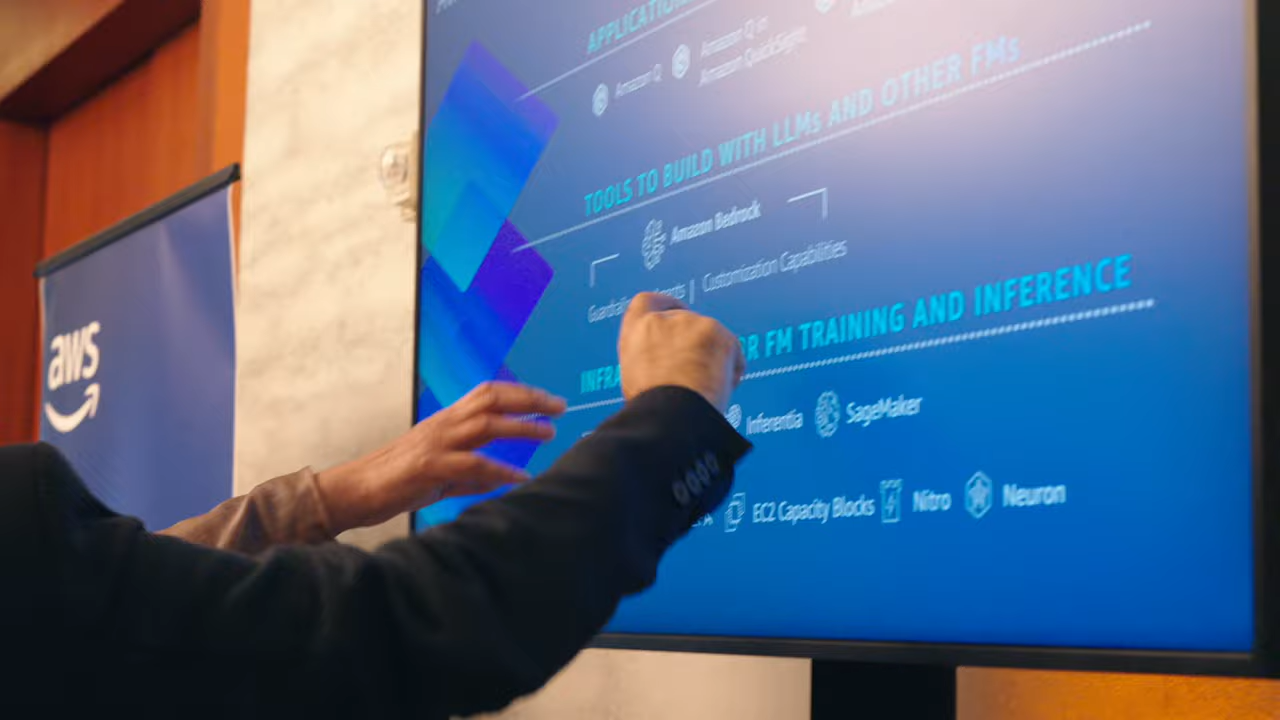 aws
Amazon Q
Amazon Q in
Amazon QuickSight
TOOLS TO BUILD WITH LLMs AND OTHER FMs
Amazon Bedrock
| Customization Capabilities
FM TRAINING AND INFERENCE
Inferentia
SageMaker
EC2 Capacity Blocks
Nitro
Neuron